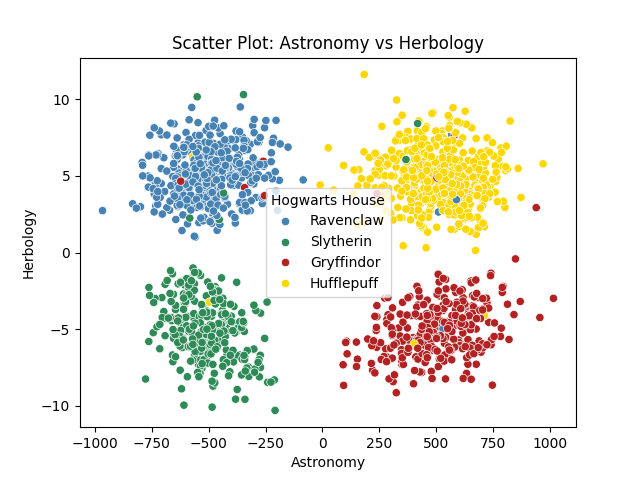 Scatter Plot: Astronomy vs Herbology
Herbology
10
5
0
−5
−10
Hogwarts House
Ravenclaw
Slytherin
Gryffindor
Hufflepuff
−1000 −750 −500 −250 0 250 500 750 1000
Astronomy